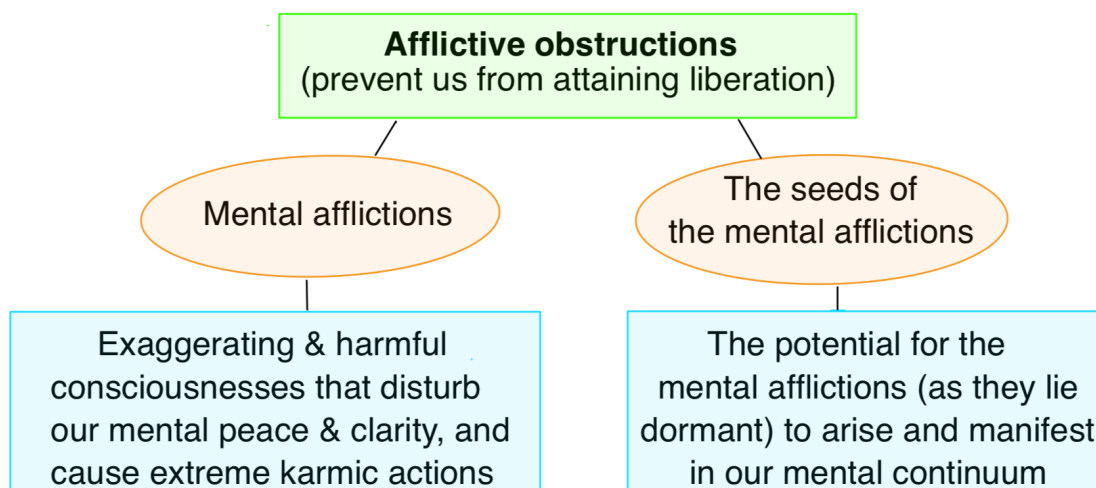 Afflictive obstructions
(prevent us from attaining liberation)
Mental afflictions
The seeds of
the mental afflictions
Exaggerating & harmful
consciousnesses that disturb
our mental peace & clarity, and
cause extreme karmic actions
The potential for the
mental afflictions (as they lie
dormant) to arise and manifest
in our mental continuum